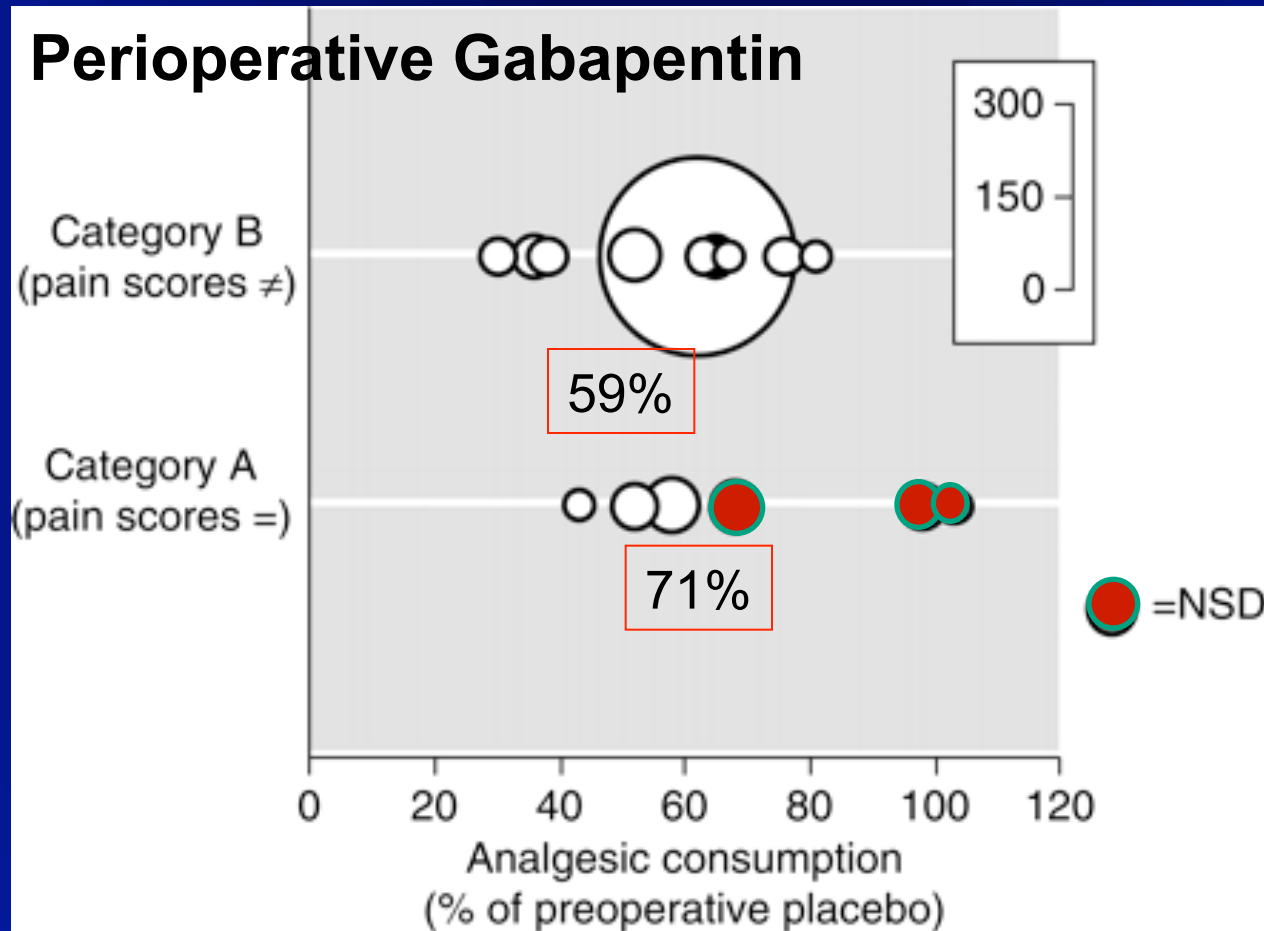 Perioperative Gabapentin
300
150
0
Category B
(pain scores ≠)
59%
Category A
(pain scores =)
71%
=NSD
0 20 40 60 80 100 120
Analgesic consumption
(% of preoperative placebo)